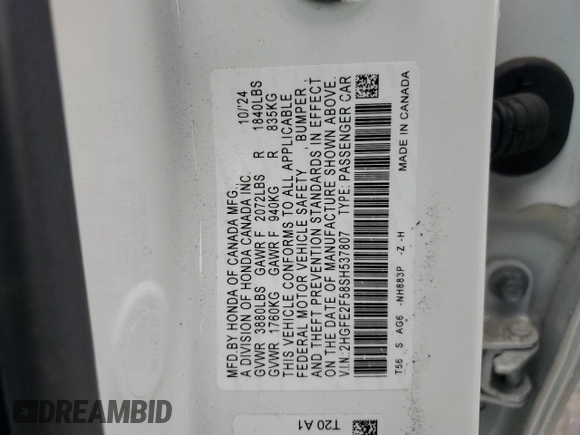 MFD. BY HONDA OF CANADA MFG., 10/'24
A DIVISION OF HONDA CANADA INC.
GVWR 3880LBS GAWR F 2072LBS R 1840LBS
GVWR 1760KG GAWR F 940KG R 835KG
THIS VEHICLE CONFORMS TO ALL APPLICABLE
FEDERAL MOTOR VEHICLE SAFETY BUMPER,
AND THEFT PREVENTION STANDARDS IN EFFECT
ON THE DATE OF MANUFACTURE SHOWN ABOVE.
V.I.N: 2HGFE2F58SH537807 TYPE: PASSENGER CAR
T56 S AG6 -NH883P -Z -H MADE IN CANADA
T20 A1
DREAMBID